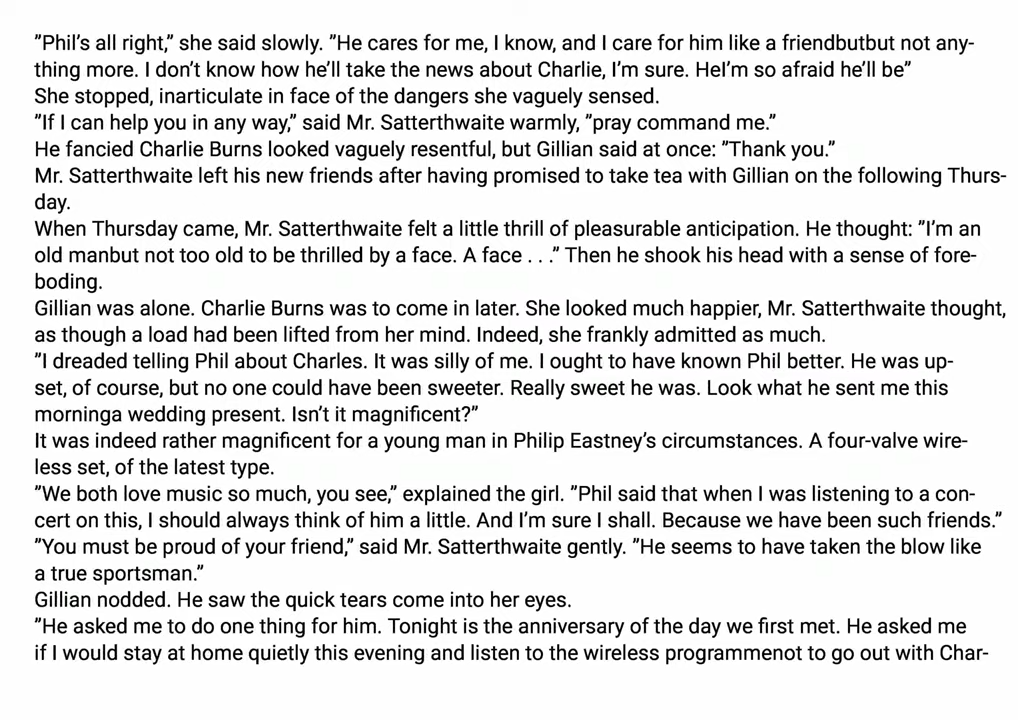 ”Phil’s all right,” she said slowly. ”He cares for me, I know, and I care for him like a friendbutbut not any-
thing more. I don’t know how he’ll take the news about Charlie, I’m sure. HeI’m so afraid he’ll be”
She stopped, inarticulate in face of the dangers she vaguely sensed.
”If I can help you in any way,” said Mr. Satterthwaite warmly, ”pray command me.”
He fancied Charlie Burns looked vaguely resentful, but Gillian said at once: ”Thank you.”
Mr. Satterthwaite left his new friends after having promised to take tea with Gillian on the following Thurs-
day.
When Thursday came, Mr. Satterthwaite felt a little thrill of pleasurable anticipation. He thought: ”I’m an
old manbut not too old to be thrilled by a face. A face . . .” Then he shook his head with a sense of fore-
boding.
Gillian was alone. Charlie Burns was to come in later. She looked much happier, Mr. Satterthwaite thought,
as though a load had been lifted from her mind. Indeed, she frankly admitted as much.
”I dreaded telling Phil about Charles. It was silly of me. I ought to have known Phil better. He was up-
set, of course, but no one could have been sweeter. Really sweet he was. Look what he sent me this
morninga wedding present. Isn’t it magnificent?”
It was indeed rather magnificent for a young man in Philip Eastney’s circumstances. A four-valve wire-
less set, of the latest type.
”We both love music so much, you see,” explained the girl. ”Phil said that when I was listening to a con-
cert on this, I should always think of him a little. And I’m sure I shall. Because we have been such friends.”
”You must be proud of your friend,” said Mr. Satterthwaite gently. ”He seems to have taken the blow like
a true sportsman.”
Gillian nodded. He saw the quick tears come into her eyes.
”He asked me to do one thing for him. Tonight is the anniversary of the day we first met. He asked me
if I would stay at home quietly this evening and listen to the wireless programmenot to go out with Char-